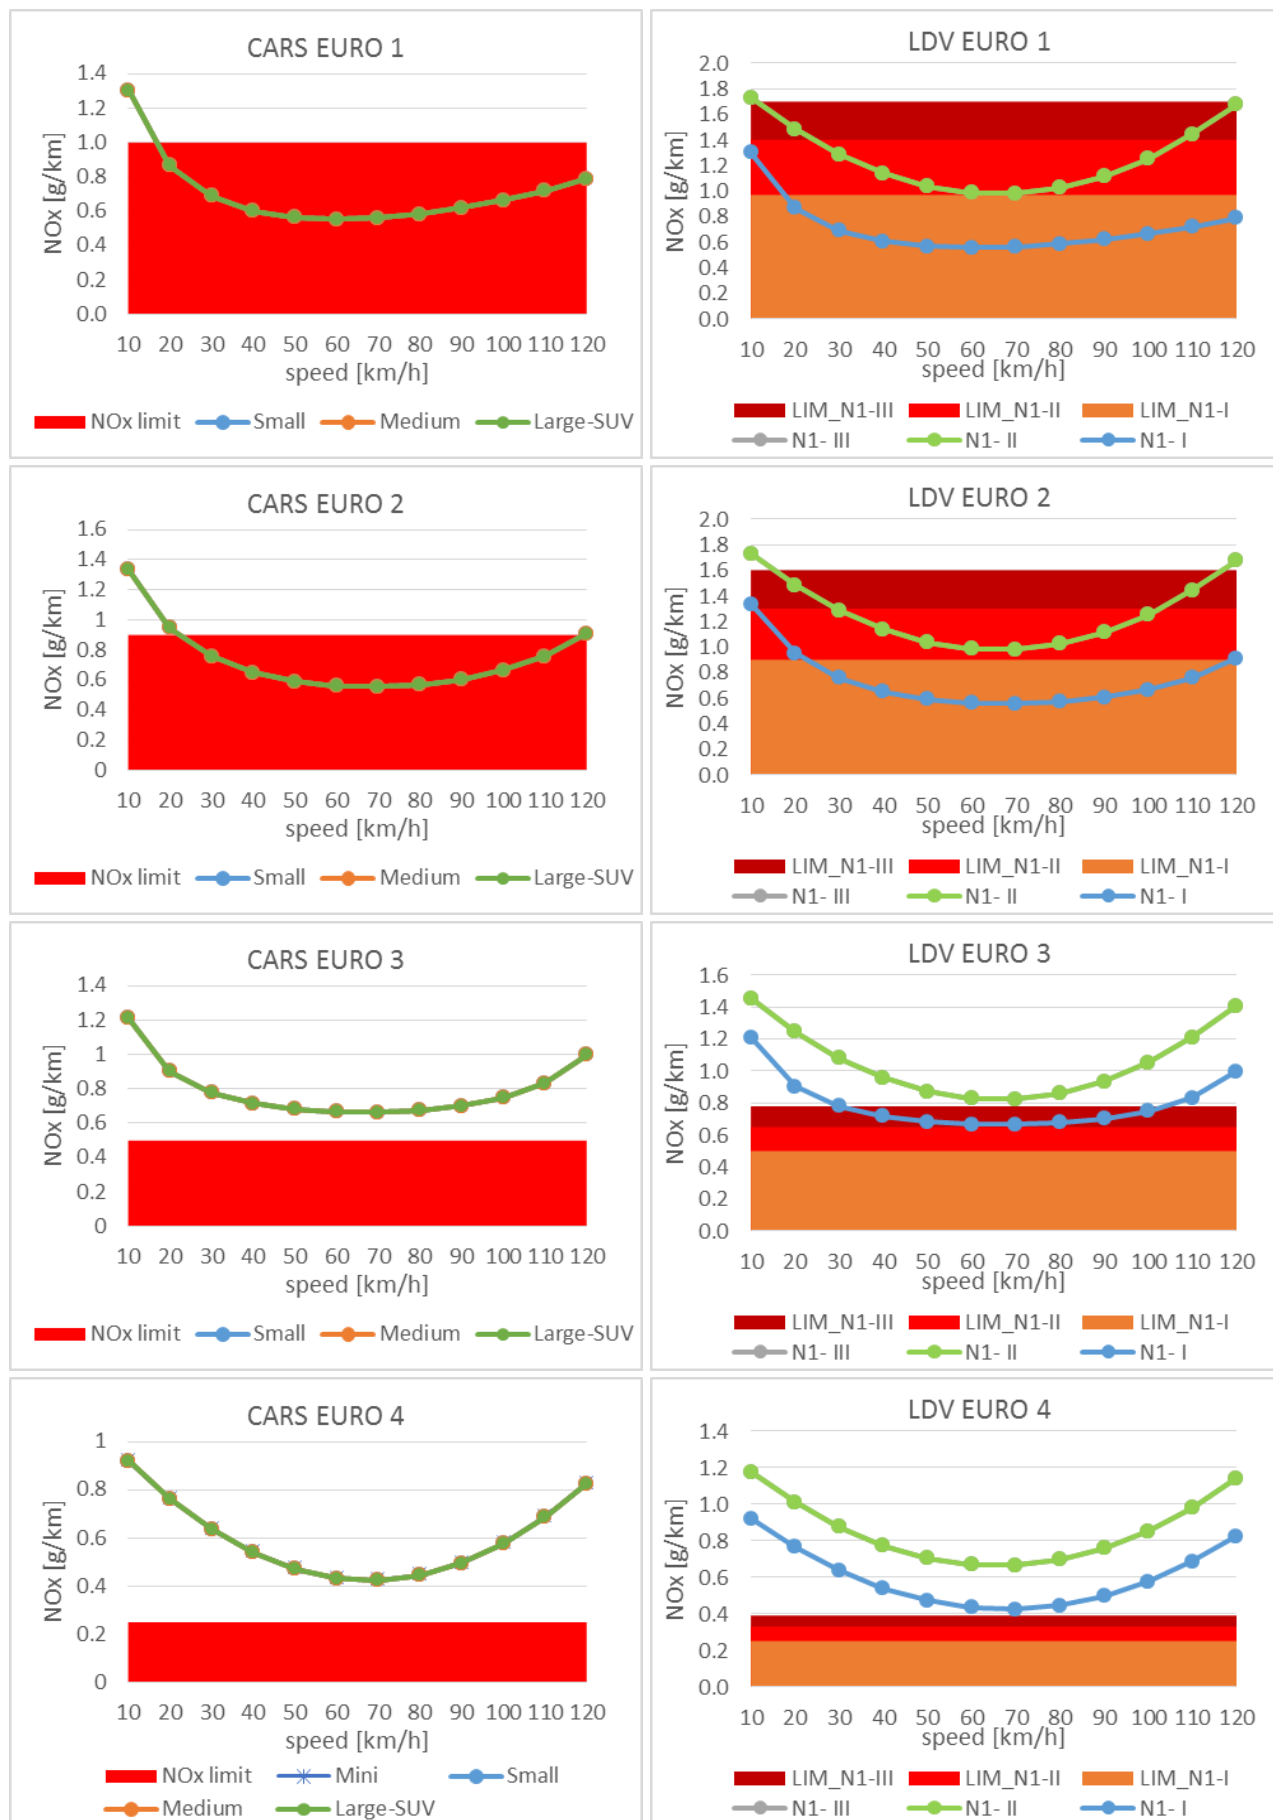 CARS EURO 1
NOx [g/km]
1.4
1.2
1.0
0.8
0.6
0.4
0.2
0.0
10 20 30 40 50 60 70 80 90 100 110 120
speed [km/h]
NOx limit Small Medium Large-SUV
LDV EURO 1
NOx [g/km]
2.0
1.8
1.6
1.4
1.2
1.0
0.8
0.6
0.4
0.2
0.0
10 20 30 40 50 60 70 80 90 100 110 120
speed [km/h]
LIM_N1-III LIM_N1-II LIM_N1-I
N1- III N1- II N1- I
CARS EURO 2
NOx [g/km]
1.6
1.4
1.2
1
0.8
0.6
0.4
0.2
0
10 20 30 40 50 60 70 80 90 100 110 120
speed [km/h]
NOx limit Small Medium Large-SUV
LDV EURO 2
NOx [g/km]
2.0
1.8
1.6
1.4
1.2
1.0
0.8
0.6
0.4
0.2
0.0
10 20 30 40 50 60 70 80 90 100 110 120
speed [km/h]
LIM_N1-III LIM_N1-II LIM_N1-I
N1- III N1- II N1- I
CARS EURO 3
NOx [g/km]
1.4
1.2
1
0.8
0.6
0.4
0.2
0
10 20 30 40 50 60 70 80 90 100 110 120
speed [km/h]
NOx limit Small Medium Large-SUV
LDV EURO 3
NOx [g/km]
1.6
1.4
1.2
1.0
0.8
0.6
0.4
0.2
0.0
10 20 30 40 50 60 70 80 90 100 110 120
speed [km/h]
LIM_N1-III LIM_N1-II LIM_N1-I
N1- III N1- II N1- I
CARS EURO 4
NOx [g/km]
1
0.8
0.6
0.4
0.2
0
10 20 30 40 50 60 70 80 90 100 110 120
speed [km/h]
NOx limit Mini Small
Medium Large-SUV
LDV EURO 4
NOx [g/km]
1.4
1.2
1.0
0.8
0.6
0.4
0.2
0.0
10 20 30 40 50 60 70 80 90 100 110 120
speed [km/h]
LIM_N1-III LIM_N1-II LIM_N1-I
N1- III N1- II N1- I